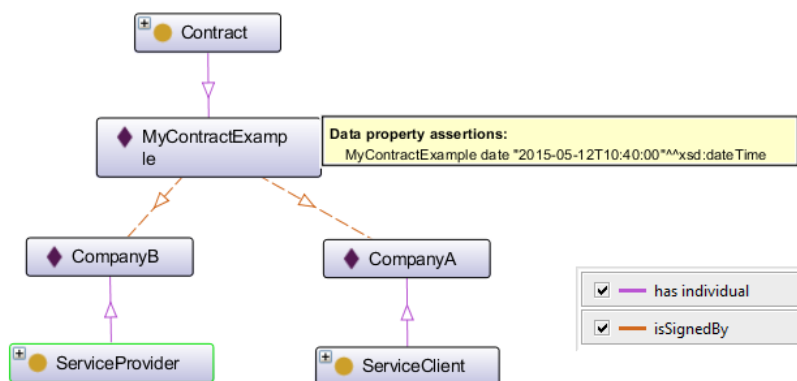 Contract
MyContractExamp
le
Data property assertions:
MyContractExample date "2015-05-12T10:40:00"^^xsd:dateTime
CompanyB
CompanyA
has individual
isSignedBy
ServiceProvider
ServiceClient